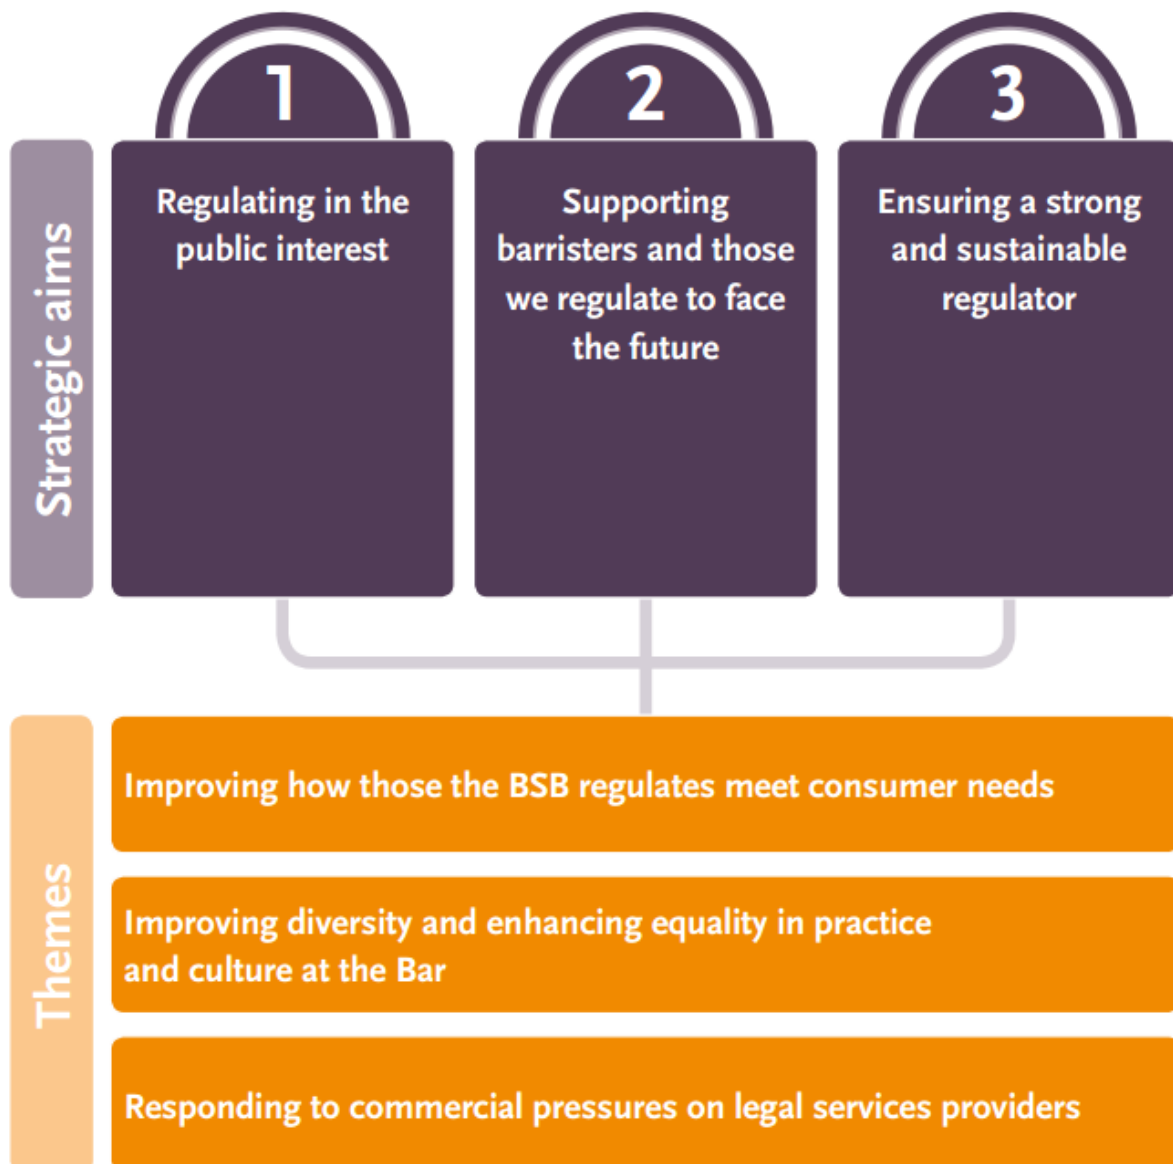 1
2
3
Strategic aims
Regulating in the
public interest
Supporting
barristers and those
we regulate to face
the future
Ensuring a strong
and sustainable
regulator
Themes
Improving how those the BSB regulates meet consumer needs
Improving diversity and enhancing equality in practice
and culture at the Bar
Responding to commercial pressures on legal services providers